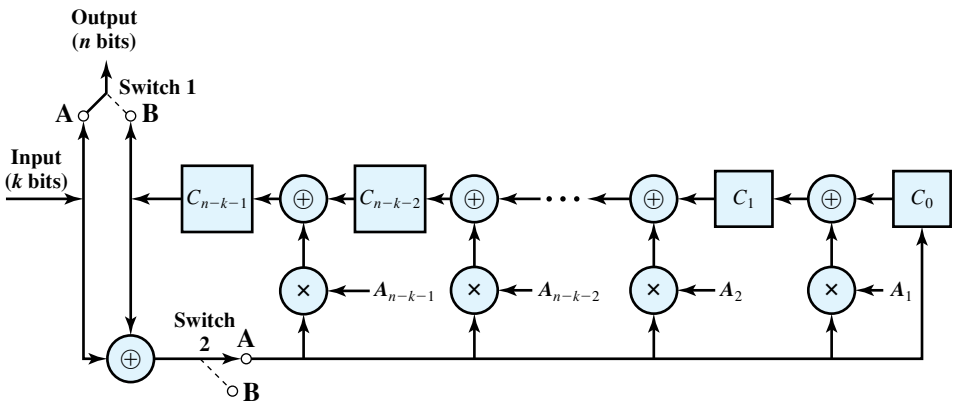 Output
(n bits)
Switch 1
A
B
Input
(k bits)
C_{n-k-1}
⊕
C_{n-k-2}
⊕
• • •
⊕
C_1
⊕
C_0
×
A_{n-k-1}
×
A_{n-k-2}
×
A_2
×
A_1
Switch
2
A
⊕
B